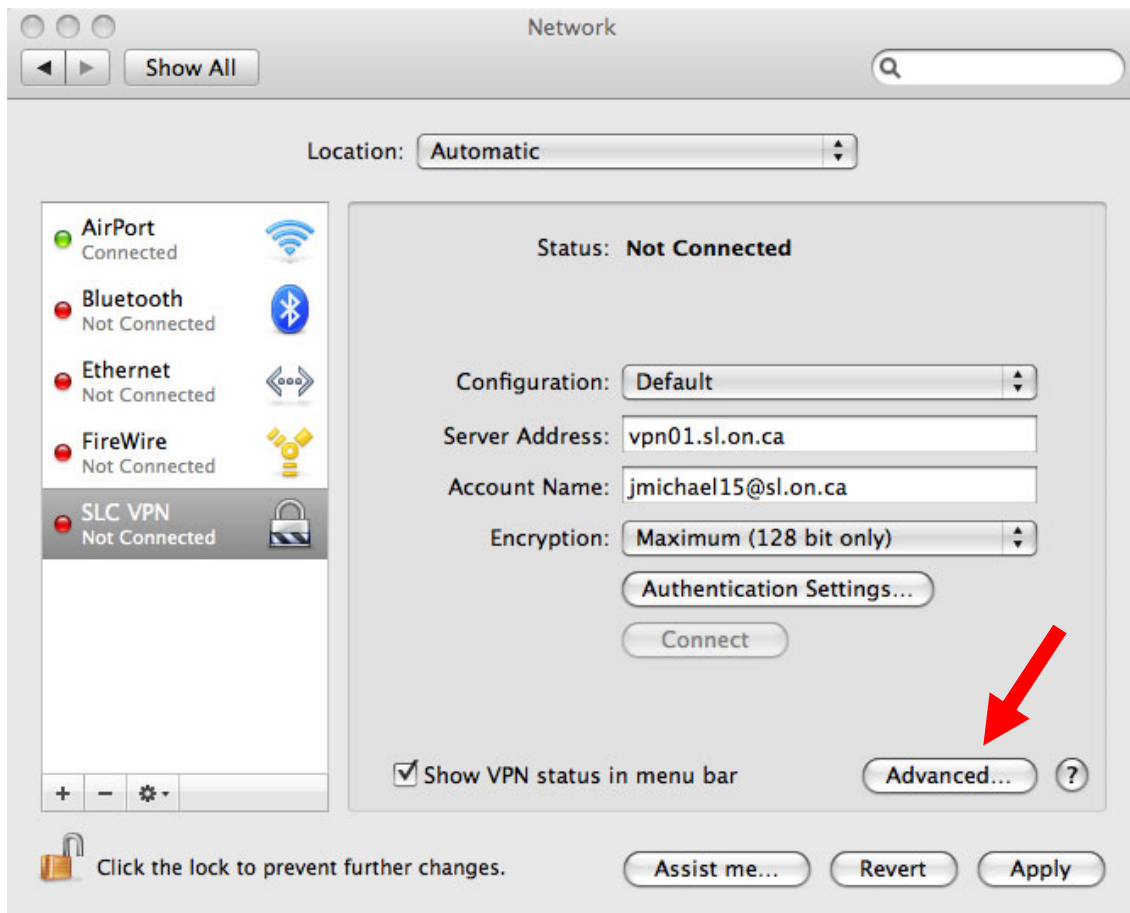 Network
Show All
Location: Automatic
AirPort
Connected
Bluetooth
Not Connected
Ethernet
Not Connected
FireWire
Not Connected
SLC VPN
Not Connected
Status: Not Connected
Configuration: Default
Server Address: vpn01.sl.on.ca
Account Name: jmichael15@sl.on.ca
Encryption: Maximum (128 bit only)
Authentication Settings...
Connect
Show VPN status in menu bar
Advanced... ?
+ −
Click the lock to prevent further changes.
Assist me... Revert Apply